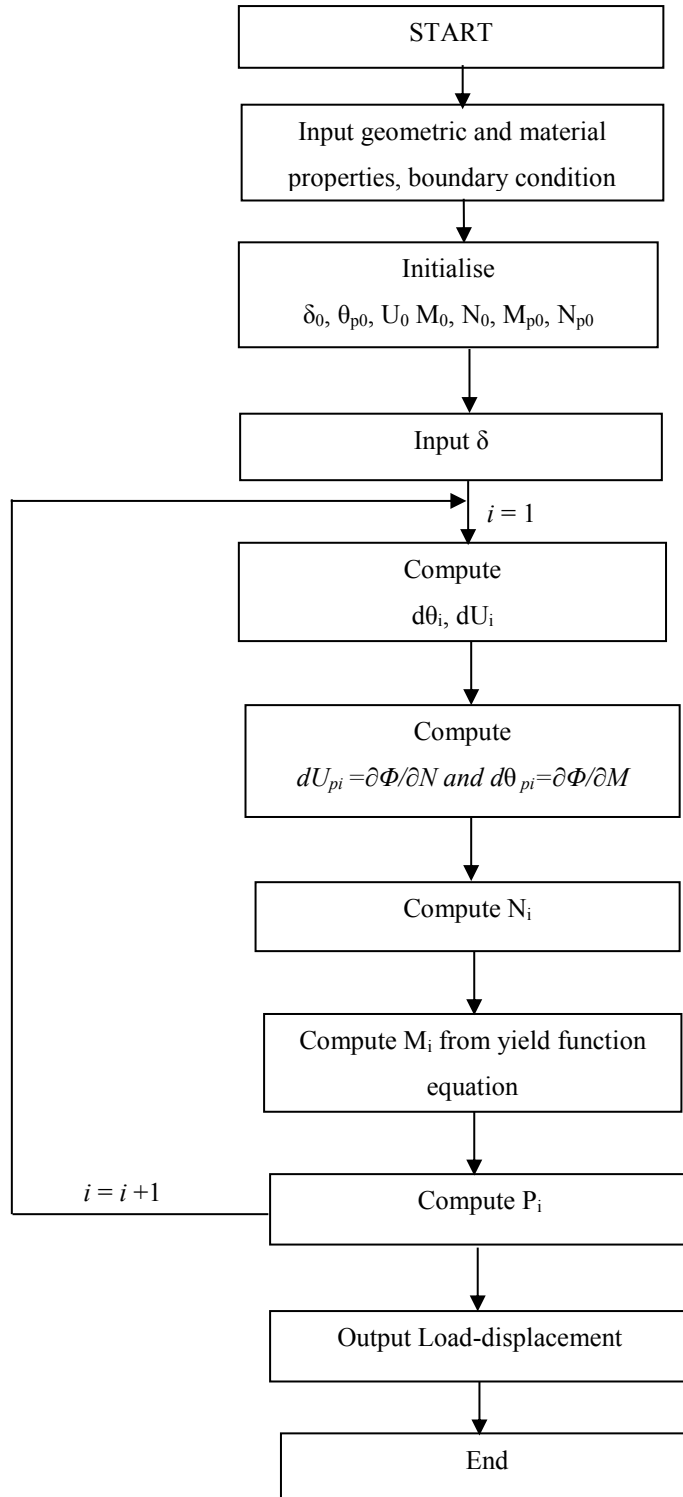 START
Input geometric and material
properties, boundary condition
Initialise
δ₀, θₚ₀, U₀ M₀, N₀, Mₚ₀, Nₚ₀
Input δ
i = 1
Compute
dθᵢ, dUᵢ
Compute
dUₚᵢ =∂Φ/∂N and dθ ₚᵢ=∂Φ/∂M
Compute Nᵢ
Compute Mᵢ from yield function
equation
i = i +1
Compute Pᵢ
Output Load-displacement
End